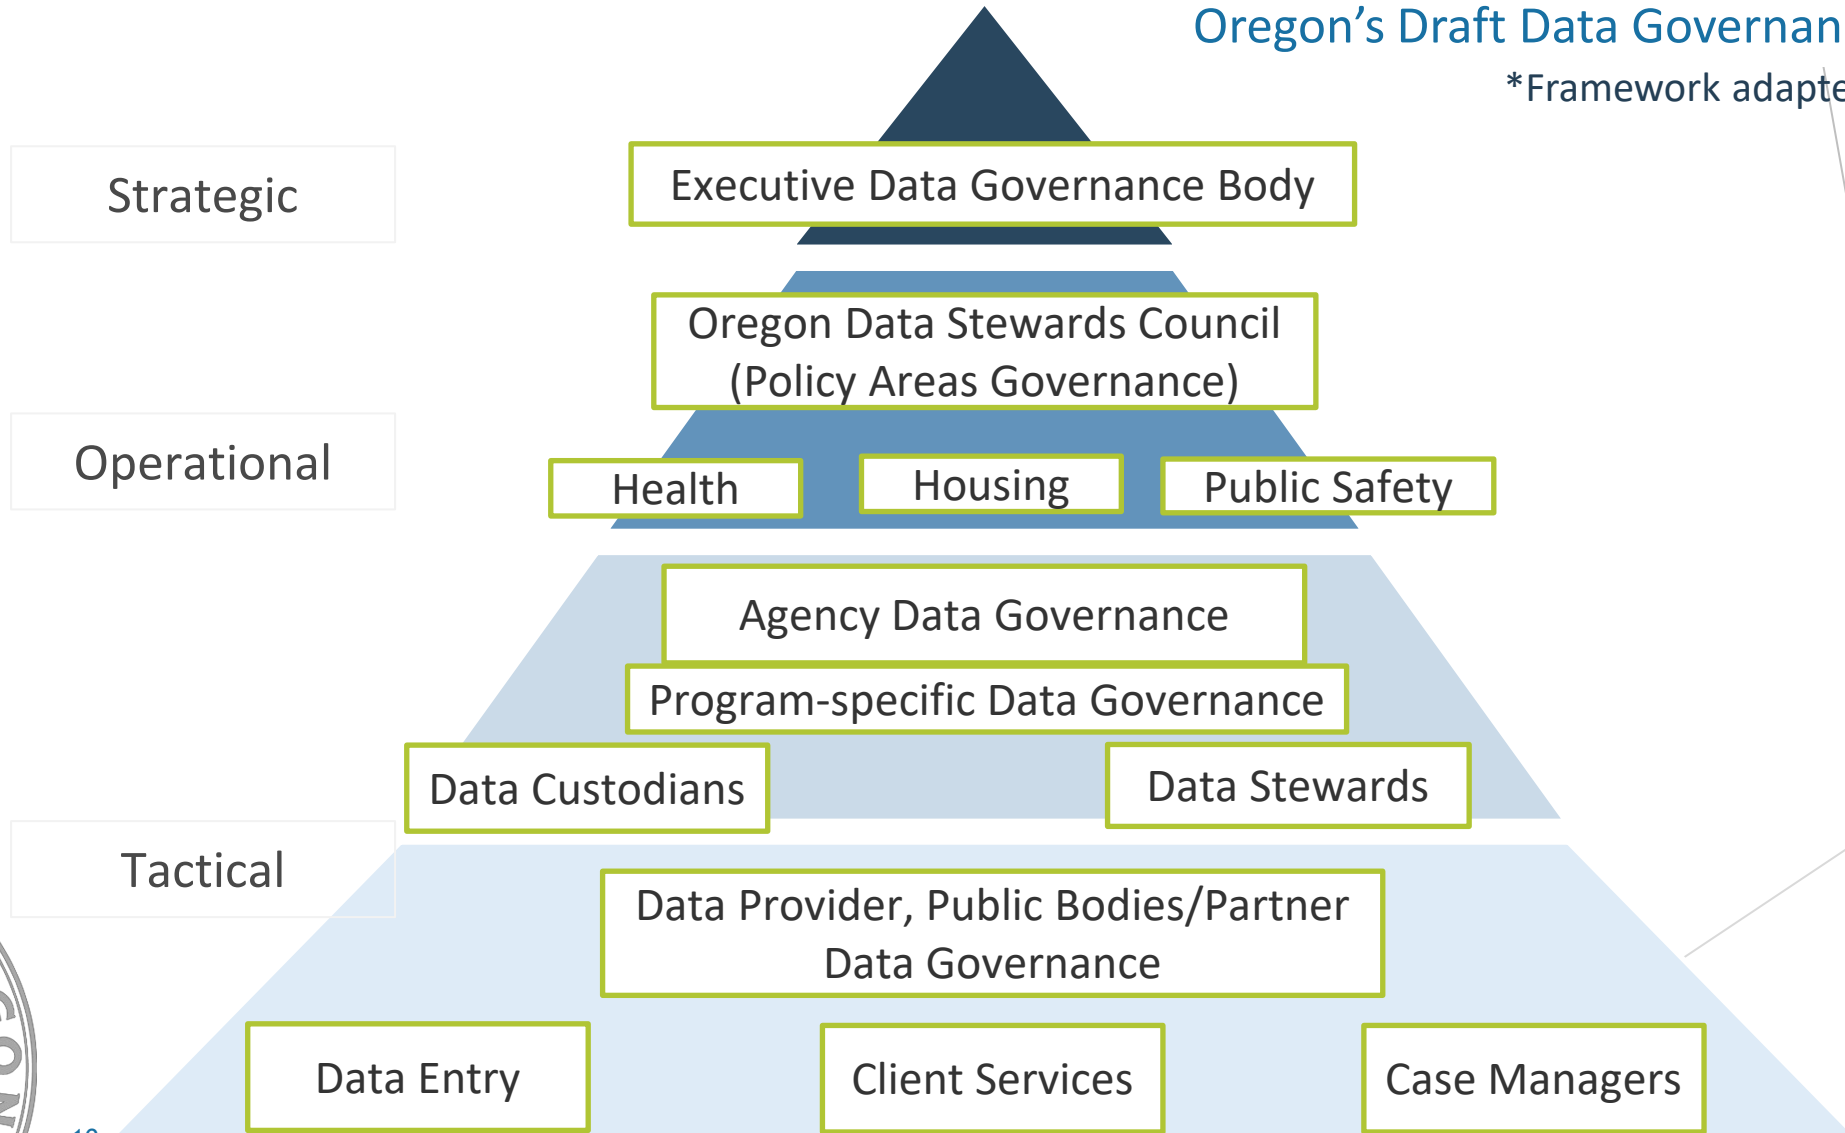 Oregon's Draft Data
*Framework
Strategic
Executive Data Governance Body
Oregon Data Stewards Council
(Policy Areas Governance)
Operational
Health
Housing
Public Safety
Agency Data Governance
Program-specific Data Governance
Data Custodians
Data Stewards
Tactical
Data Provider, Public Bodies/Partner
Data Governance
Data Entry
Client Services
Case Managers